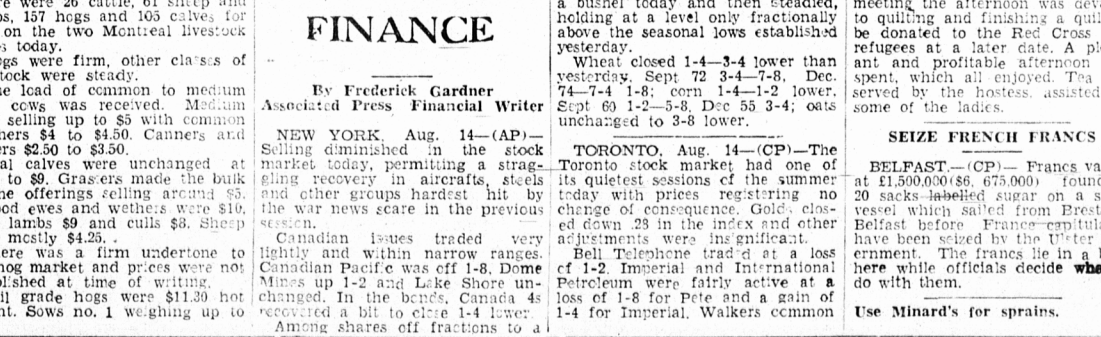 re were 26 cattle, 61 sheep and
os, 157 hogs and 105 calves for
on the two Montreal livestock
s today.
ogs were firm, other classes of
tock were steady.
e load of common to medium
cows was received. Medium
selling up to $5 with common
ners $4 to $4.50. Canners and
ers $2.50 to $3.50.
al calves were unchanged at
to $9. Grassers made the bulk
he offerings selling around $5.
od ewes and wethers were $10,
lambs $9 and culls $8. Sheep
mostly $4.25.
ere was a firm undertone to
hog market and prices were not
blished at time of writing.
il grade hogs were $11.30 hot
nt. Sows no. 1 weighing up to
FINANCE
By Frederick Gardner
Associated Press Financial Writer
NEW YORK, Aug. 14—(AP)—
Selling diminished in the stock
market today, permitting a strag-
gling recovery in aircrafts, steels
and other groups hardest hit by
the war news scare in the previous
session.
Canadian issues traded very
lightly and within narrow ranges.
Canadian Pacific was off 1-8, Dome
Mines up 1-2 and Lake Shore un-
changed. In the bonds, Canada 4s
recovered a bit to close 1-4 lower.
Among shares off fractions to a
a bushel today and then steadied,
holding at a level only fractionally
above the seasonal lows established
yesterday.
Wheat closed 1-4—3-4 lower than
yesterday, Sept 72 3-4—7-8, Dec.
74—7-4 1-8; corn 1-4—1-2 lower,
Sept 60 1-2—5-8, Dec 55 3-4; oats
unchanged to 3-8 lower.
TORONTO, Aug. 14—(CP)—The
Toronto stock market had one of
its quietest sessions of the summer
today with prices registering no
change of consequence. Golds clos-
ed down .28 in the index and other
adjustments were insignificant.
Bell Telephone traded at a loss
of 1-2. Imperial and International
Petroleum were fairly active at a
loss of 1-8 for Pete and a gain of
1-4 for Imperial. Walkers common
meeting the afternoon was dev
to quilting and finishing a quil
be donated to the Red Cross
refugees at a later date. A pl
ant and profitable afternoon
spent, which all enjoyed. Tea
served by the hostess, assisted
some of the ladies.
SEIZE FRENCH FRANCS
BELFAST.—(CP)— Francs va
at £1,500,000 ($6, 675,000) found
20 sacks labelled sugar on a s
vessel which sailed from Brest
Belfast before France capitula
have been seized by the Ulster
ernment. The francs lie in a
here while officials decide wha
do with them.
Use Minard's for sprains.